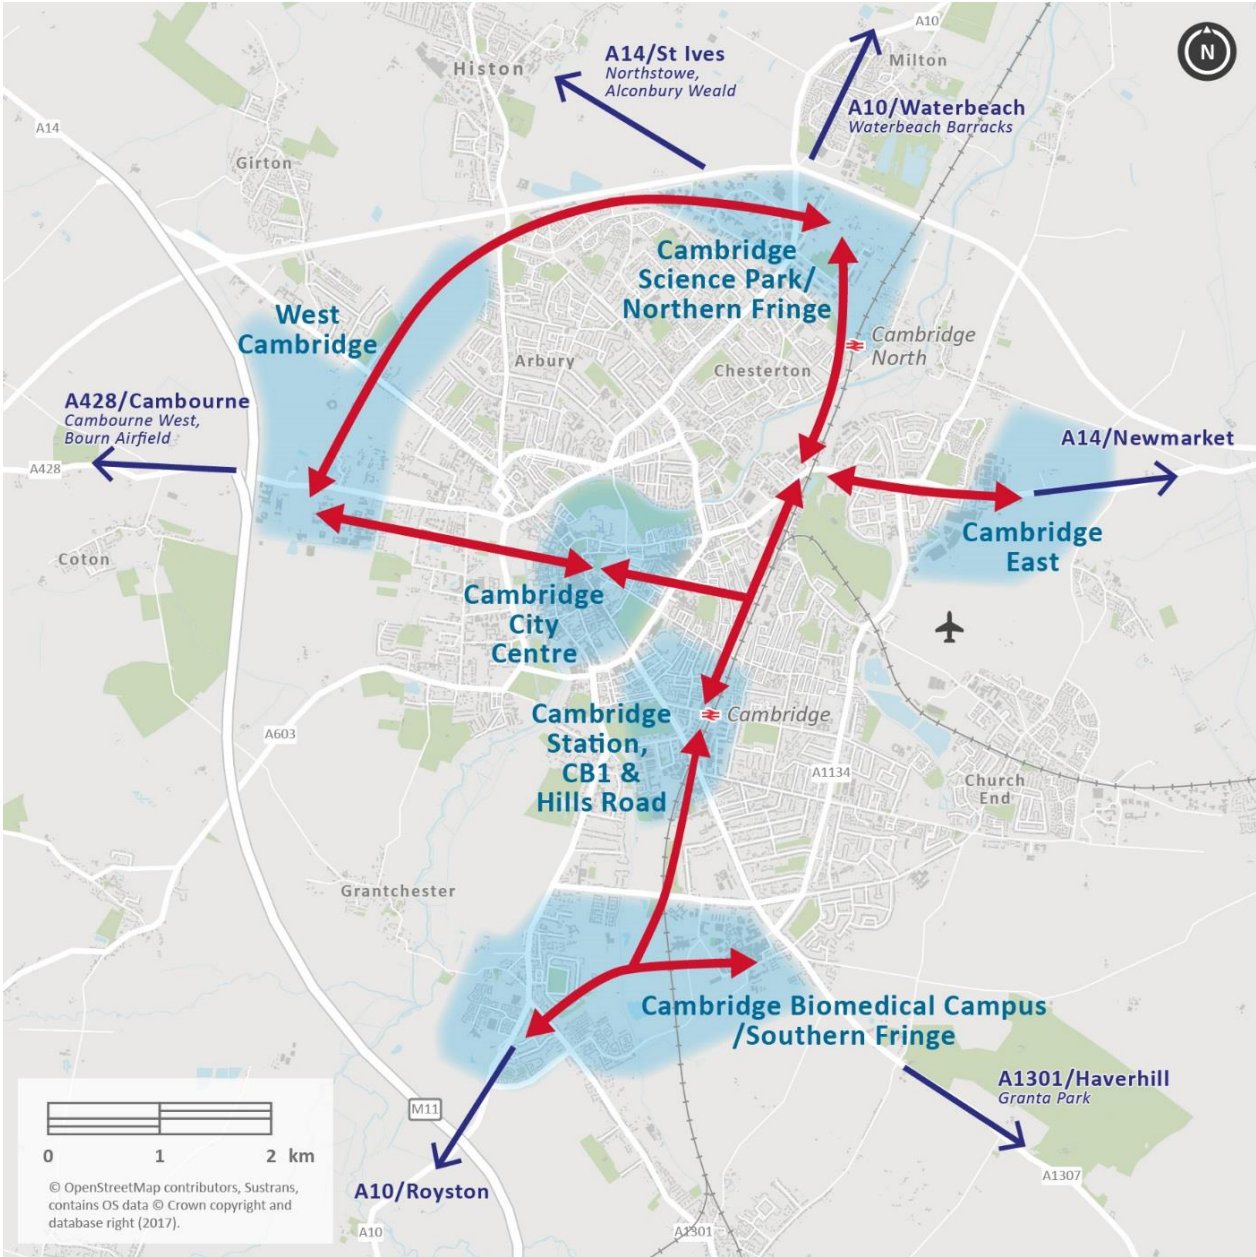 A10
N
A14/St Ives
Northstowe,
Alconbury Weald
Histon
Milton
A10/Waterbeach
Waterbeach Barracks
A14
Girton
Cambridge
Science Park/
Northern Fringe
West
Cambridge
Cambridge
North
Arbury
Chesterton
A428/Cambourne
Cambourne West,
Bourn Airfield
A14/Newmarket
A428
Cambridge
East
Coton
Cambridge
City
Centre
Cambridge
Station,
CB1 &
Hills Road
Cambridge
A603
A1134
Church
End
Grantchester
Cambridge Biomedical Campus
/Southern Fringe
A1301/Haverhill
Granta Park
M11
0 1 2 km
A1307
A10/Royston
© OpenStreetMap contributors, Sustrans,
contains OS data © Crown copyright and
database right (2017).
A10
A1301